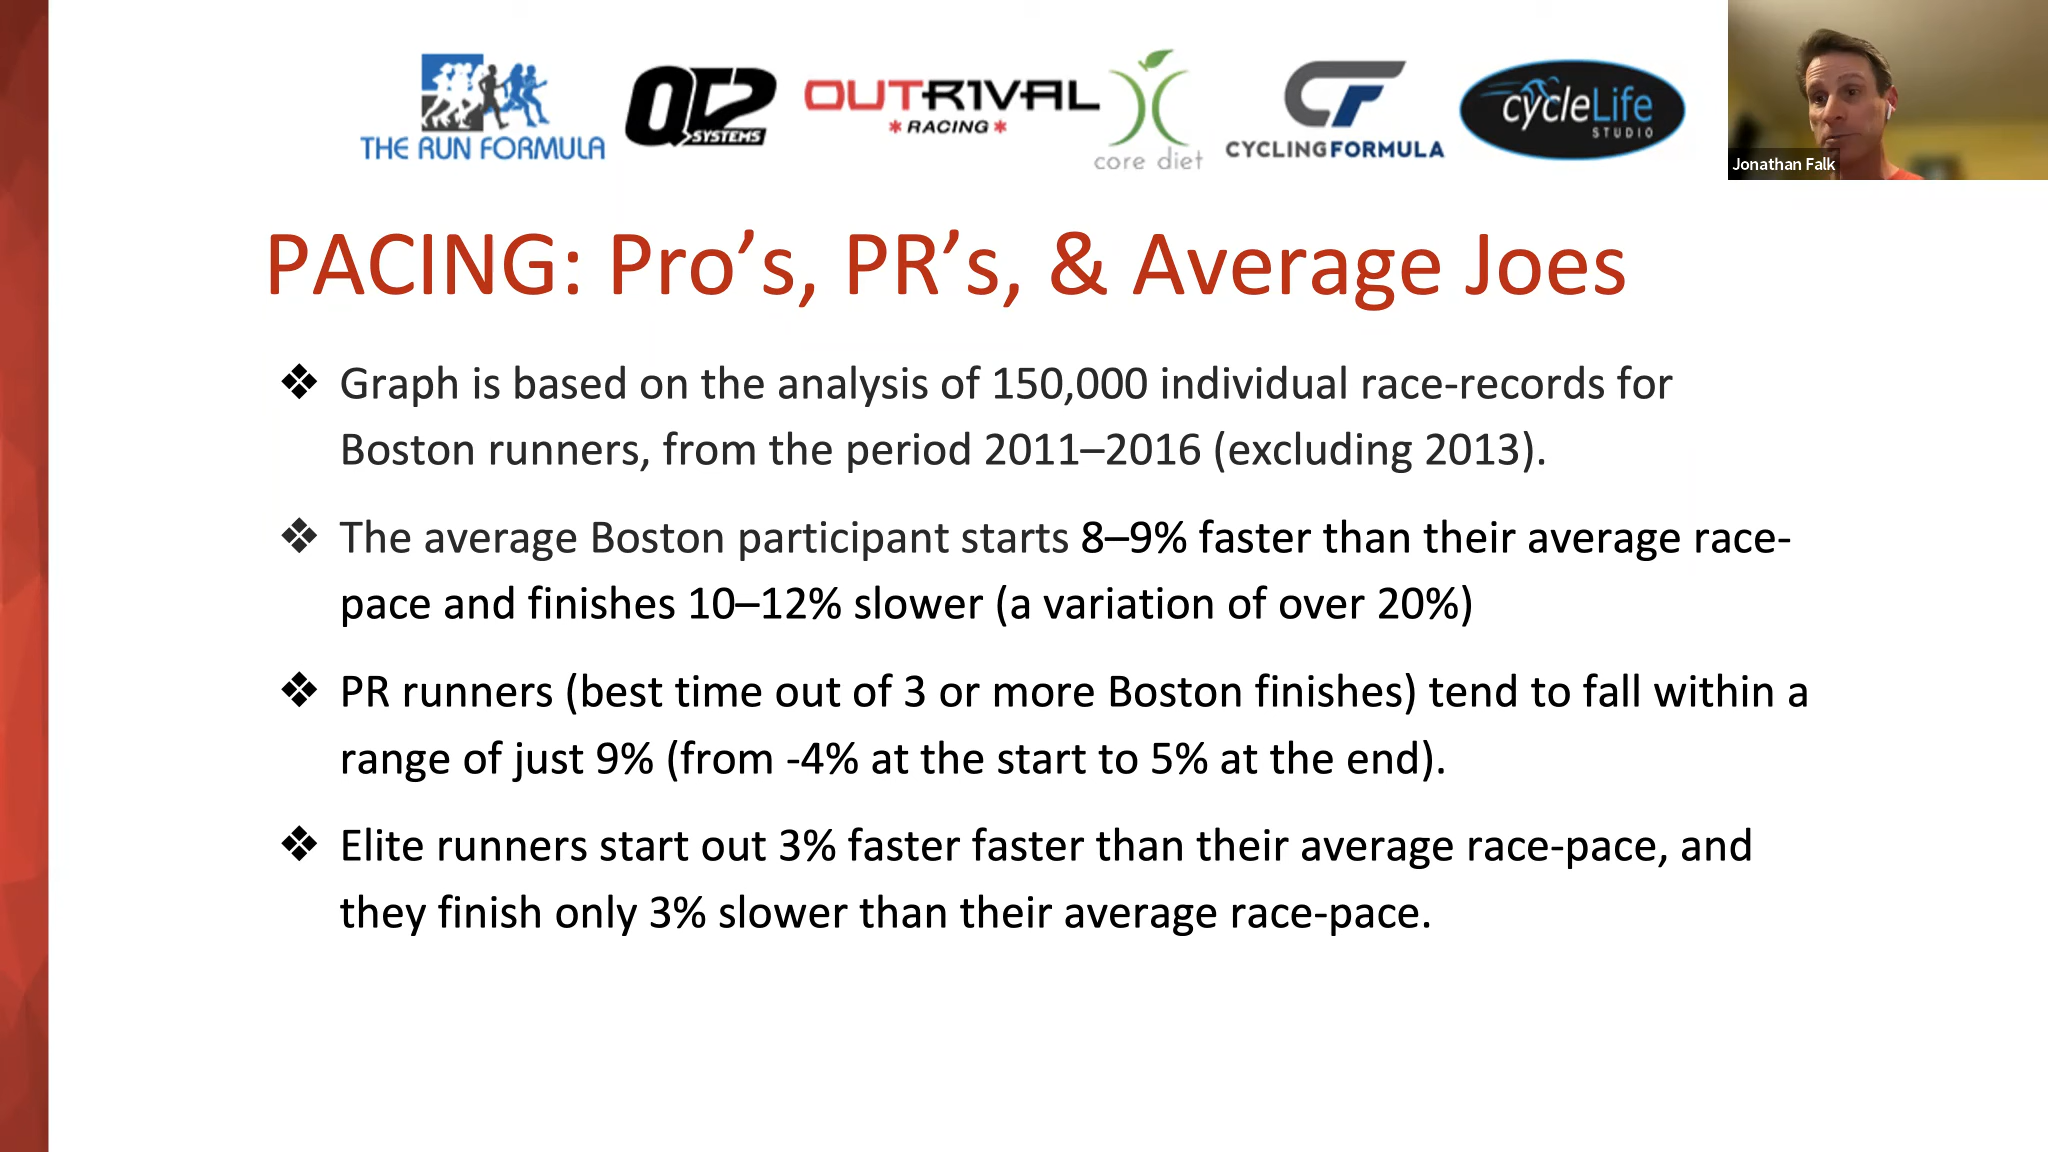 THE RUN FORMULA
QT2 SYSTEMS
OUTRIVAL
* RACING *
core diet
CYCLINGFORMULA
cycleLife
STUDIO
Jonathan Falk
PACING: Pro’s, PR’s, & Average Joes
❖ Graph is based on the analysis of 150,000 individual race-records for
Boston runners, from the period 2011–2016 (excluding 2013).
❖ The average Boston participant starts 8–9% faster than their average race-
pace and finishes 10–12% slower (a variation of over 20%)
❖ PR runners (best time out of 3 or more Boston finishes) tend to fall within a
range of just 9% (from -4% at the start to 5% at the end).
❖ Elite runners start out 3% faster faster than their average race-pace, and
they finish only 3% slower than their average race-pace.